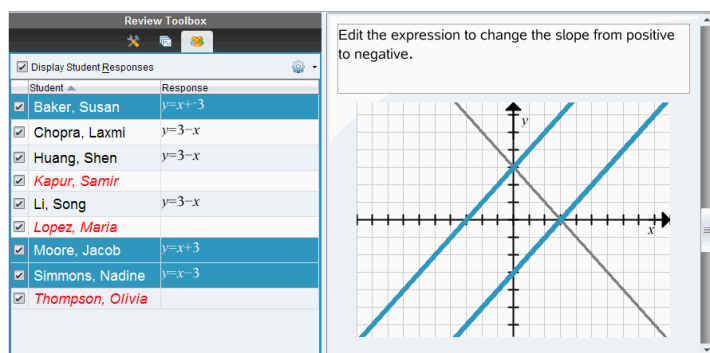 Review Toolbox
Display Student Responses
Student Response
Baker, Susan y=x+⁻3
Chopra, Laxmi y=3−x
Huang, Shen y=3−x
Kapur, Samir
Li, Song y=3−x
Lopez, Maria
Moore, Jacob y=x+3
Simmons, Nadine y=x−3
Thompson, Olivia
Edit the expression to change the slope from positive
to negative.
y
x